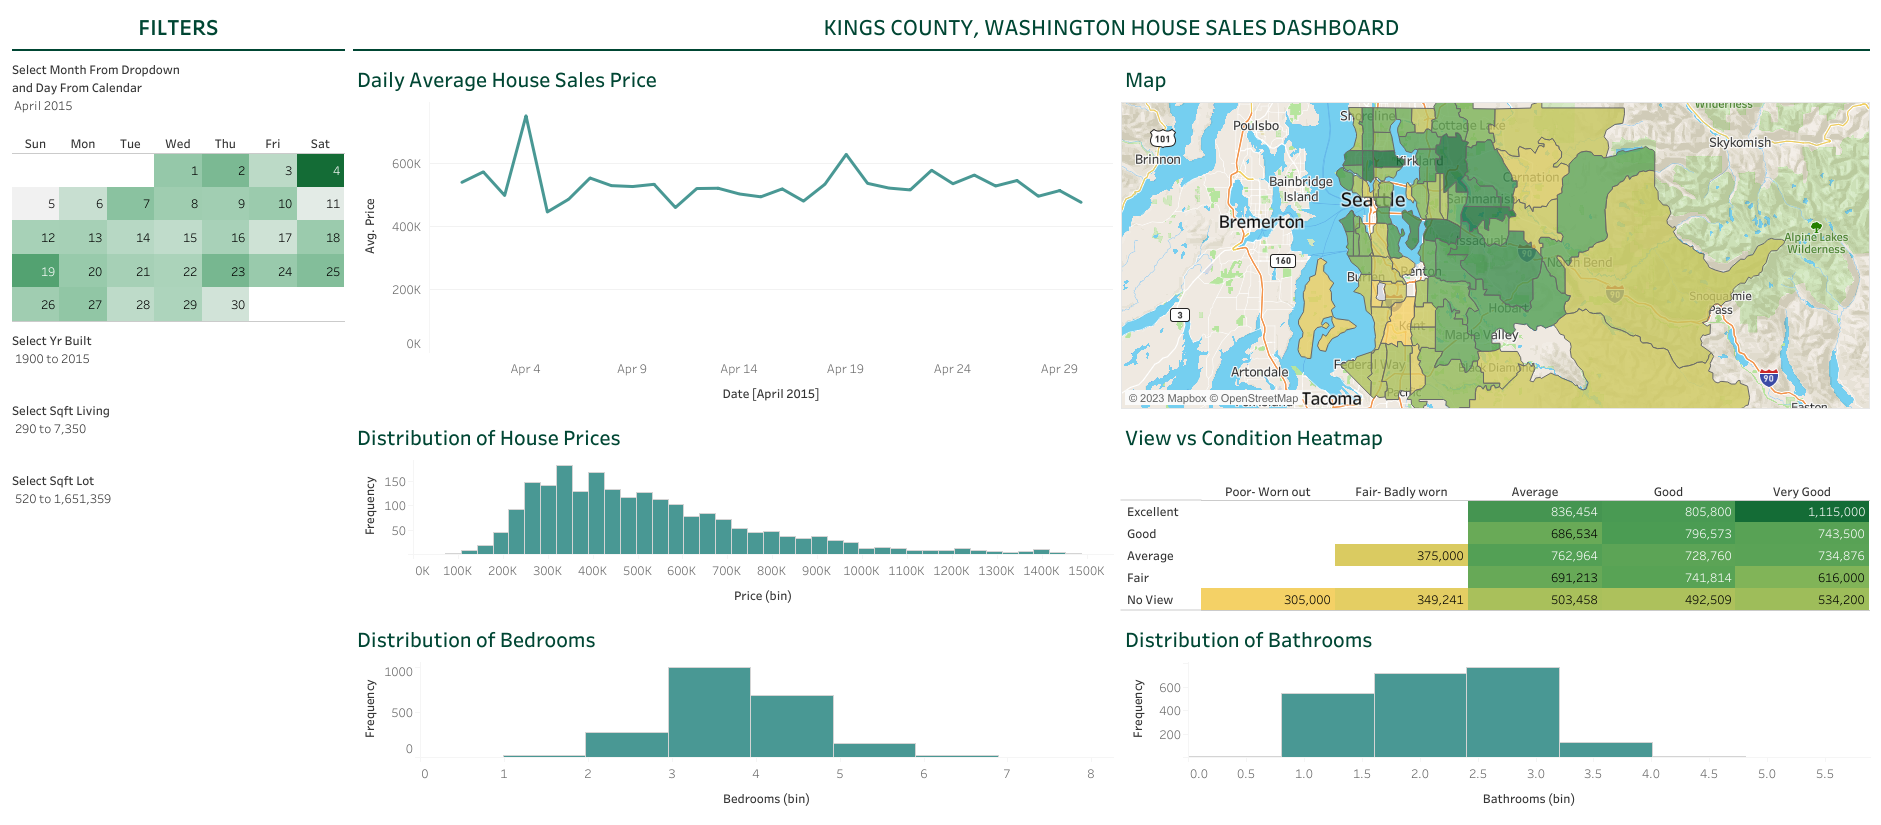 FILTERS
KINGS COUNTY, WASHINGTON HOUSE SALES DASHBOARD
Select Month From Dropdown
and Day From Calendar
April 2015
Sun Mon Tue Wed Thu Fri Sat
1 2 3 4
5 6 7 8 9 10 11
12 13 14 15 16 17 18
19 20 21 22 23 24 25
26 27 28 29 30
Select Yr Built
1900 to 2015
Select Sqft Living
290 to 7,350
Select Sqft Lot
520 to 1,651,359
Daily Average House Sales Price
Avg. Price
600K
400K
200K
0K
Apr 4 Apr 9 Apr 14 Apr 19 Apr 24 Apr 29
Date [April 2015]
Map
Wilderness
101
Poulsbo
Shoreline
Cottage Lake
Skykomish
Brinnon
Kirkland
Bainbridge
Island
Carnation
Seattle
Sammamish
Bremerton
Issaquah
Alpine Lakes
Wilderness
160
90
North Bend
Burien
Renton
90
Snoqualmie
Pass
3
Hobart
Kent
Maple Valley
Federal Way
Black Diamond
Artondale
90
Pacific
Tacoma
Easton
© 2023 Mapbox © OpenStreetMap
Distribution of House Prices
Frequency
150
100
50
0K 100K 200K 300K 400K 500K 600K 700K 800K 900K 1000K 1100K 1200K 1300K 1400K 1500K
Price (bin)
View vs Condition Heatmap
Poor- Worn out Fair- Badly worn Average Good Very Good
Excellent 836,454 805,800 1,115,000
Good 686,534 796,573 743,500
Average 375,000 762,964 728,760 734,876
Fair 691,213 741,814 616,000
No View 305,000 349,241 503,458 492,509 534,200
Distribution of Bedrooms
Frequency
1000
500
0
0 1 2 3 4 5 6 7 8
Bedrooms (bin)
Distribution of Bathrooms
Frequency
600
400
200
0.0 0.5 1.0 1.5 2.0 2.5 3.0 3.5 4.0 4.5 5.0 5.5
Bathrooms (bin)